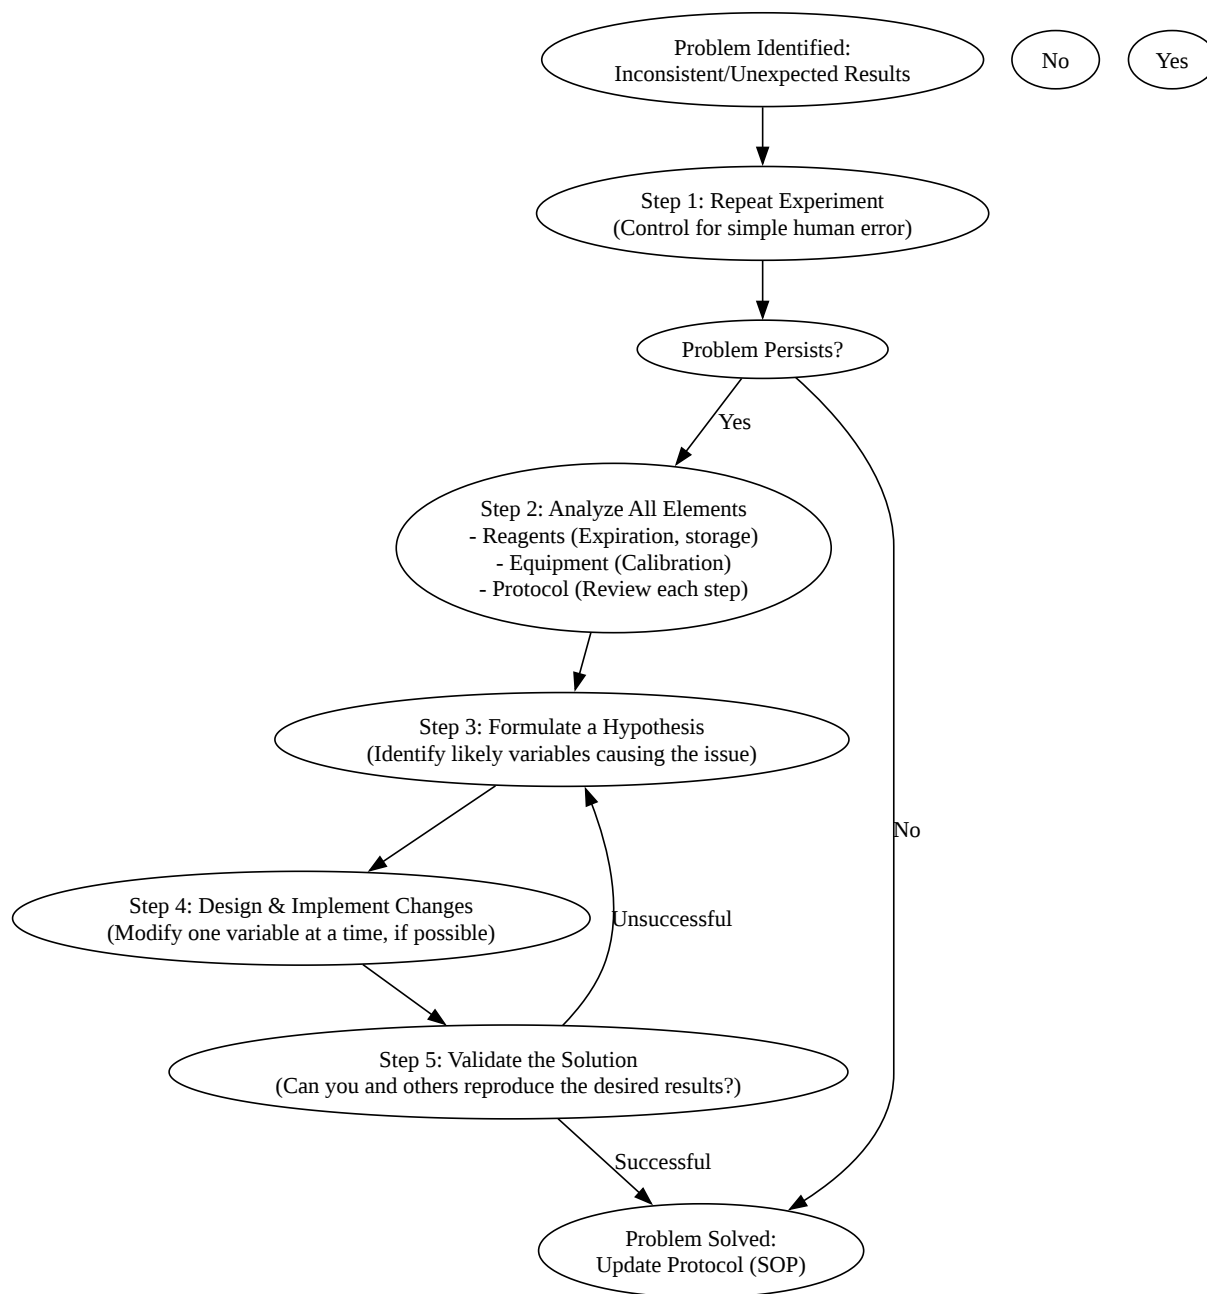 Problem Identified:
Inconsistent/Unexpected Results
No
Yes
Step 1: Repeat Experiment
(Control for simple human error)
Problem Persists?
Yes
Step 2: Analyze All Elements
- Reagents (Expiration, storage)
- Equipment (Calibration)
- Protocol (Review each step)
Step 3: Formulate a Hypothesis
(Identify likely variables causing the issue)
No
Step 4: Design & Implement Changes
(Modify one variable at a time, if possible)
Unsuccessful
Step 5: Validate the Solution
(Can you and others reproduce the desired results?)
Successful
Problem Solved:
Update Protocol (SOP)